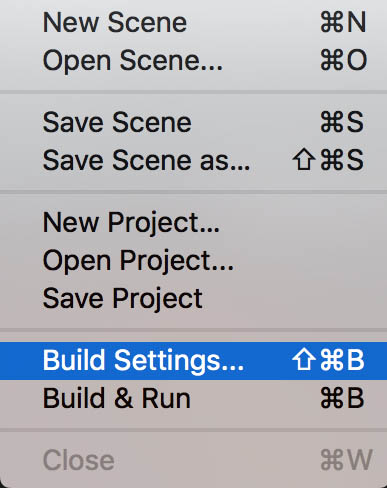 New Scene ⌘N
Open Scene... ⌘O
Save Scene ⌘S
Save Scene as... ⇧⌘S
New Project...
Open Project...
Save Project
Build Settings... ⇧⌘B
Build & Run ⌘B
Close ⌘W